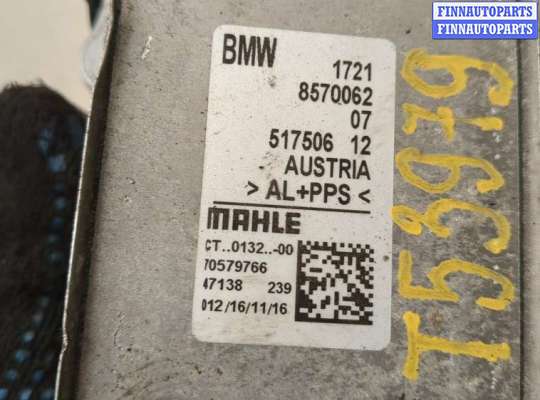 FINNAUTOPARTS
FINNAUTOPARTS
BMW 1721
8570062
07
517506 12
AUSTRIA
> AL+PPS <
MAHLE
CT..0132..-00
70579766
47138 239
012/16/11/16
T53979